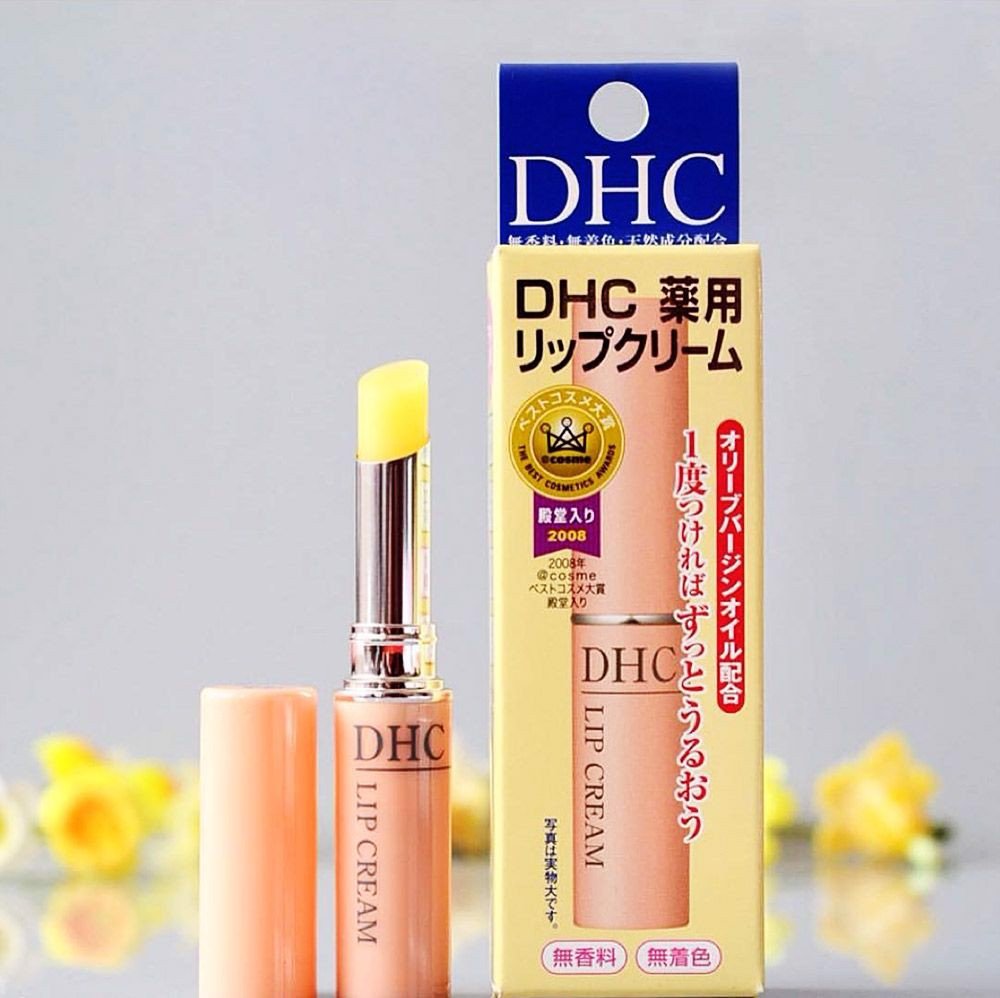 DHC
無香料・無着色・天然成分配合
DHC 薬用
リップクリーム
ベストコスメ大賞
@cosme
THE BEST COSMETICS AWARDS
殿堂入り
2008
2008年
@cosme
ベストコスメ大賞
殿堂入り
オリーブバージンオイル配合
1度つければずっとうるおう
DHC
LIP CREAM
写真は実物大です。
無香料
無着色
DHC
LIP CREAM